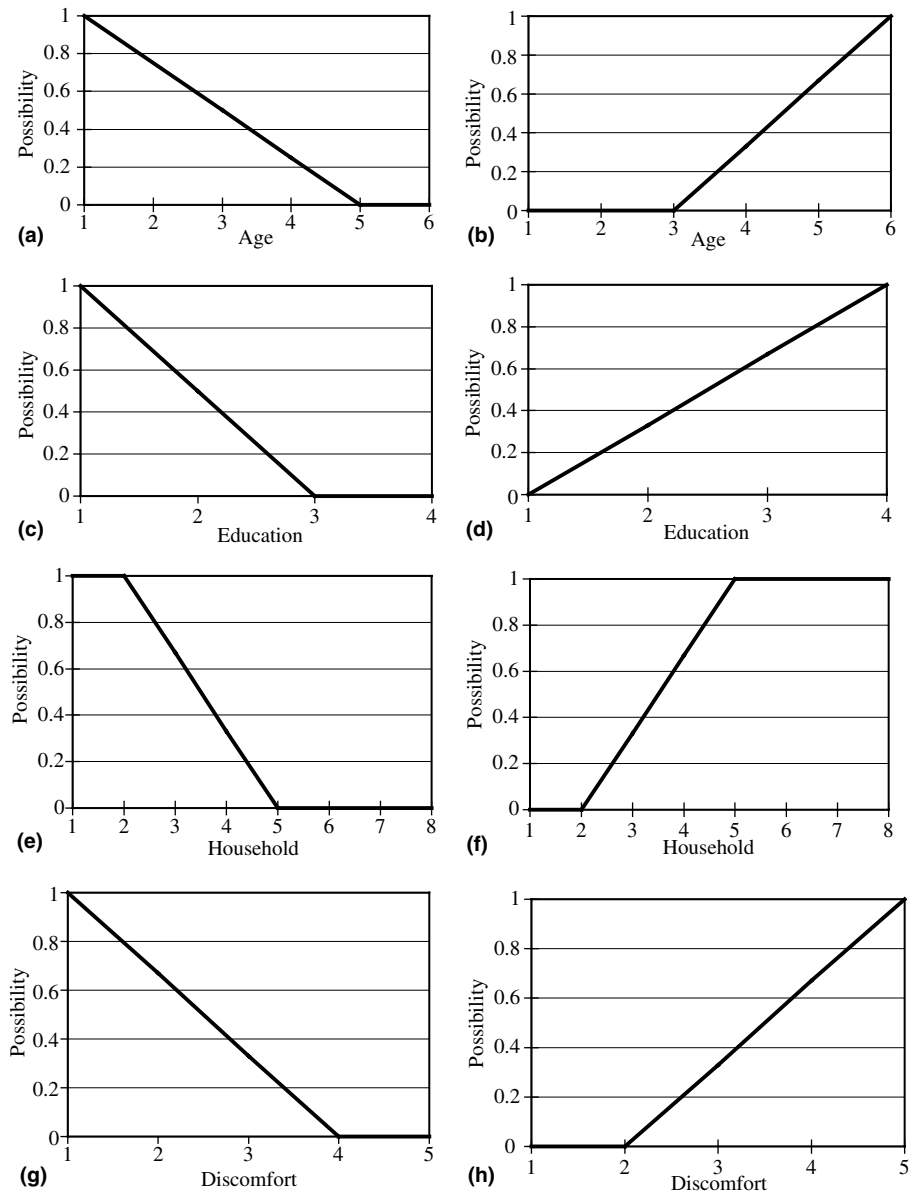 Possibility
1
0.8
0.6
0.4
0.2
0
1 2 3 4 5 6
(a) Age
Possibility
1
0.8
0.6
0.4
0.2
0
1 2 3 4 5 6
(b) Age
Possibility
1
0.8
0.6
0.4
0.2
0
1 2 3 4
(c) Education
Possibility
1
0.8
0.6
0.4
0.2
0
1 2 3 4
(d) Education
Possibility
1
0.8
0.6
0.4
0.2
0
1 2 3 4 5 6 7 8
(e) Household
Possibility
1
0.8
0.6
0.4
0.2
0
1 2 3 4 5 6 7 8
(f) Household
Possibility
1
0.8
0.6
0.4
0.2
0
1 2 3 4 5
(g) Discomfort
Possibility
1
0.8
0.6
0.4
0.2
0
1 2 3 4 5
(h) Discomfort